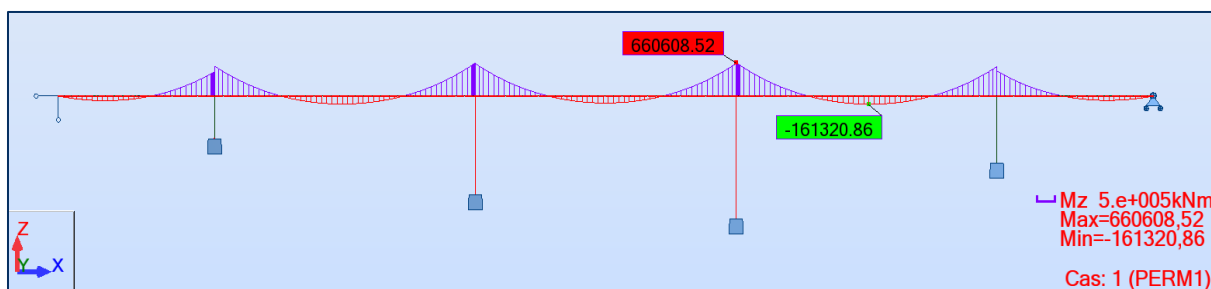 660608.52
-161320.86
Mz 5.e+005kNm
Max=660608,52
Min=-161320,86
Cas: 1 (PERM1)
Z
Y X